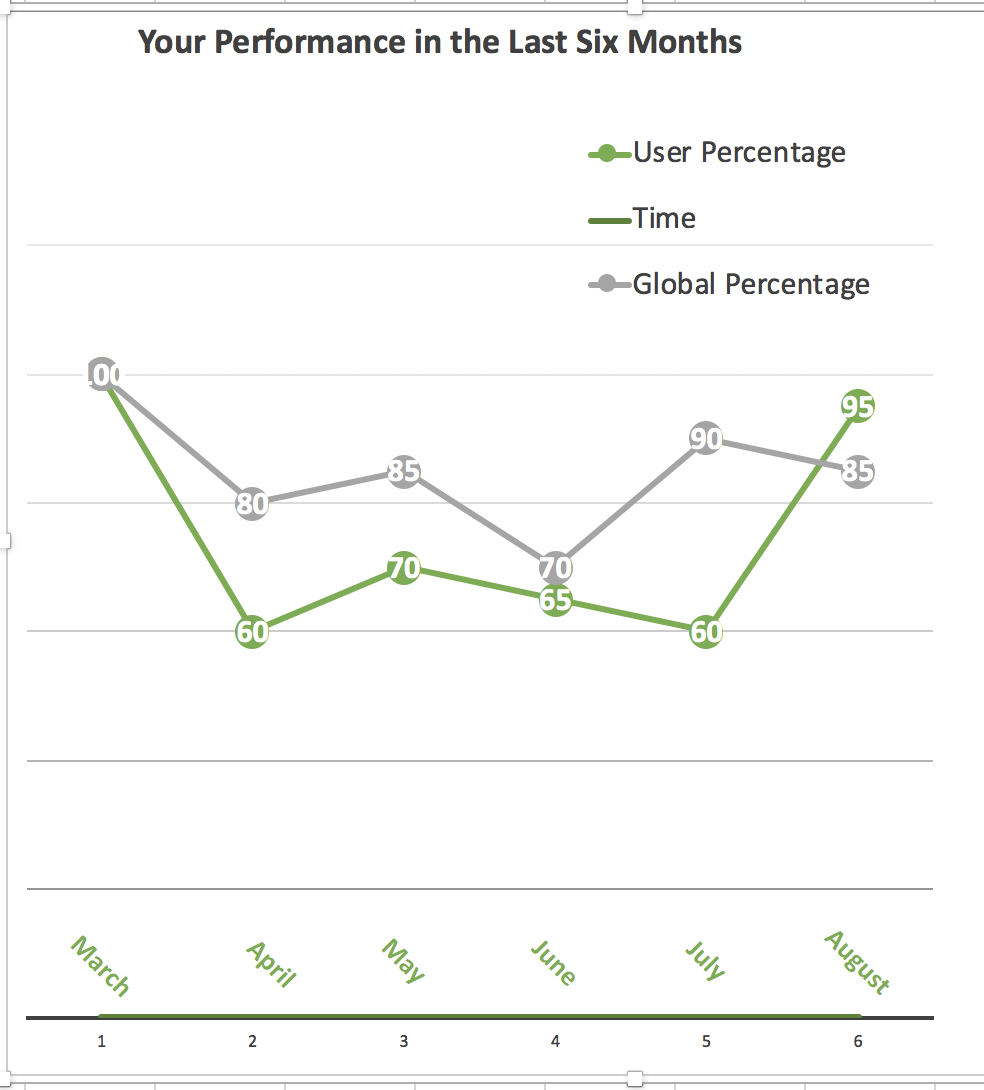 Your Performance in the Last Six Months
User Percentage
Time
Global Percentage
100
95
90
85
85
80
70
70
65
60
60
March
April
May
June
July
August
1 2 3 4 5 6